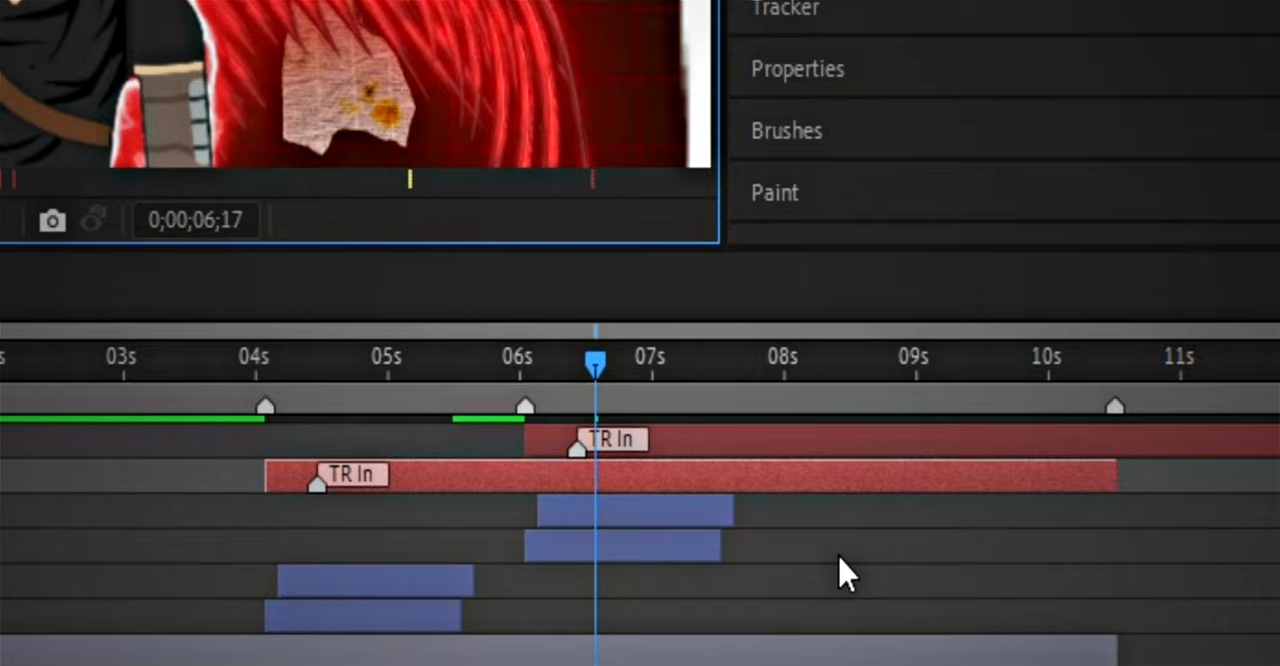 Tracker
Properties
Brushes
Paint
0;00;06;17
s 03s 04s 05s 06s 07s 08s 09s 10s 11s
TR In
TR In